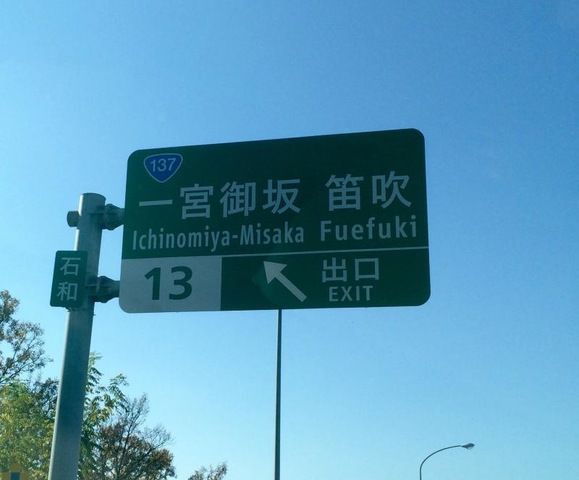 137
一宮御坂 笛吹
Ichinomiya-Misaka Fuefuki
13
出口
EXIT
石和